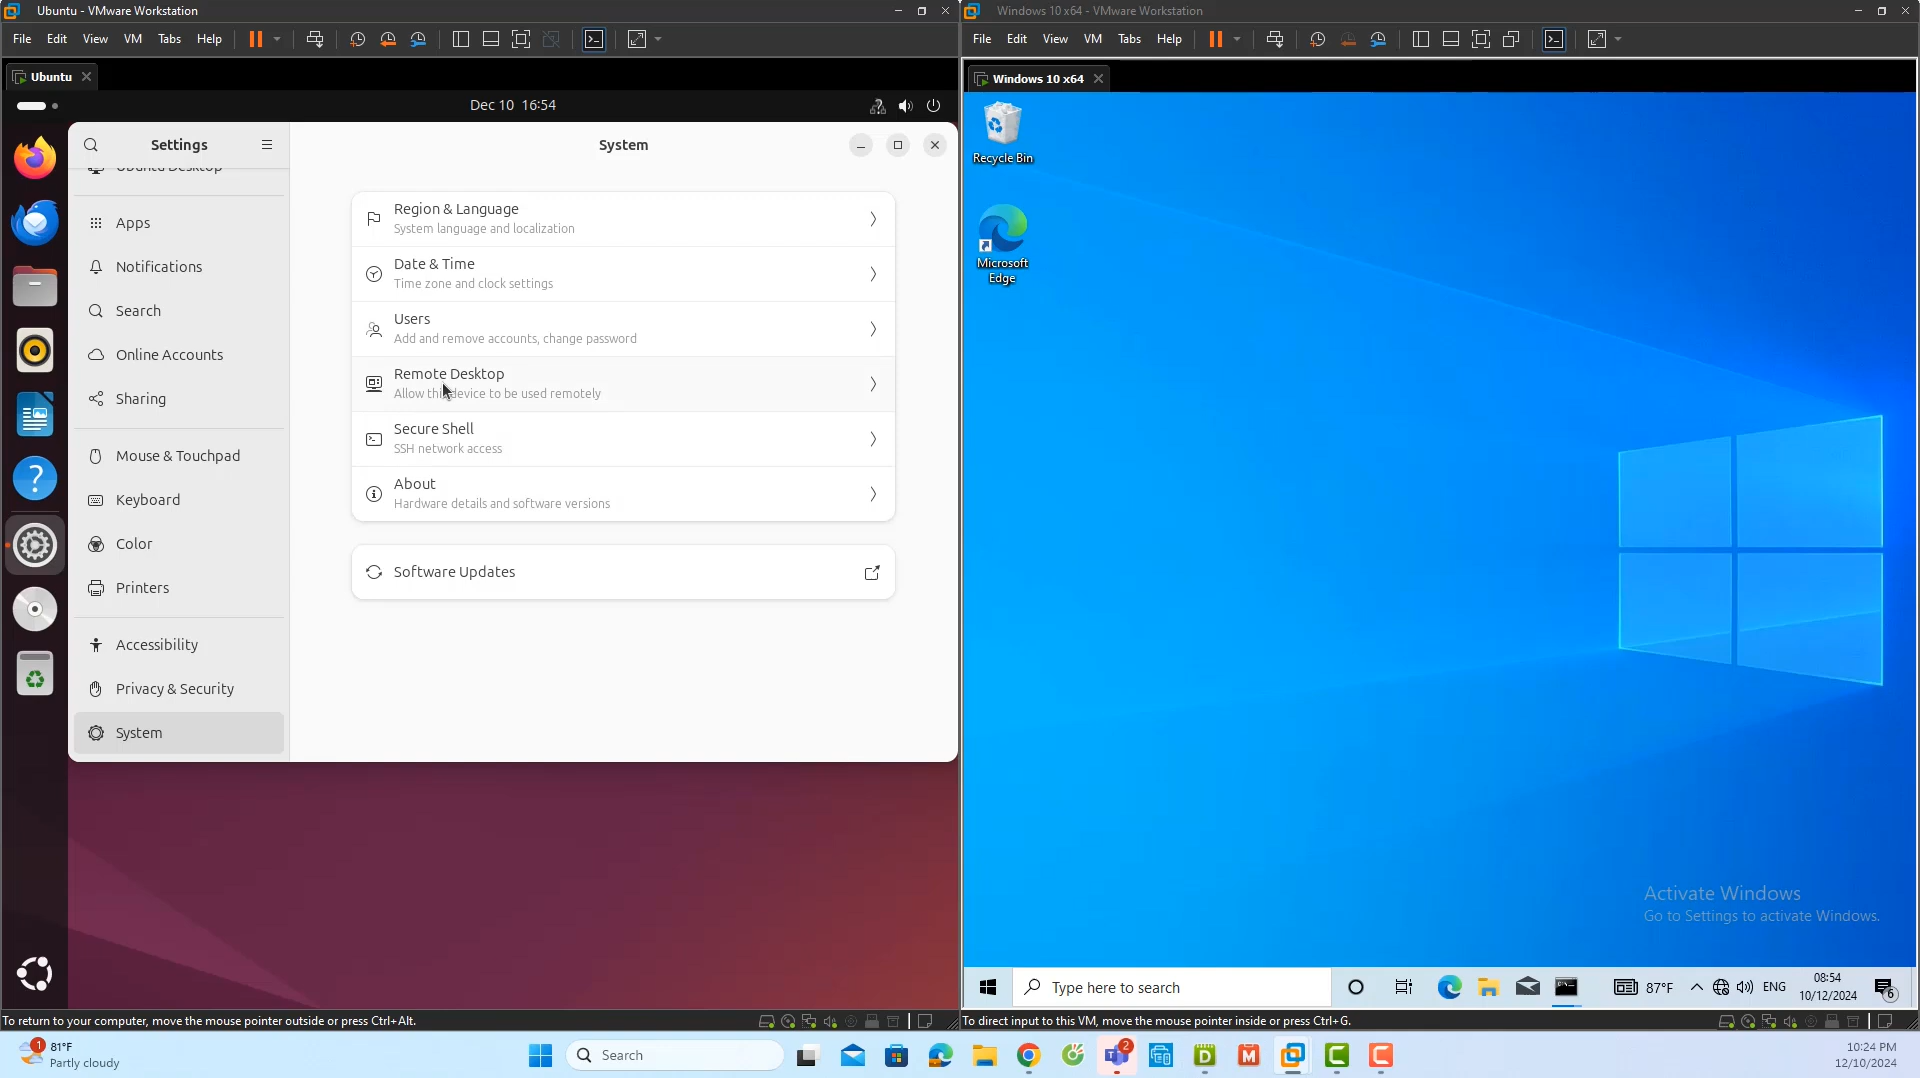 Ubuntu - VMware Workstation
File Edit View VM Tabs Help
Ubuntu
Dec 10 16:54
Settings
Ubuntu Desktop
Apps
Notifications
Search
Online Accounts
Sharing
Mouse & Touchpad
Keyboard
Color
Printers
Accessibility
Privacy & Security
System
System
Region & Language
System language and localization
Date & Time
Time zone and clock settings
Users
Add and remove accounts, change password
Remote Desktop
Allow this device to be used remotely
Secure Shell
SSH network access
About
Hardware details and software versions
Software Updates
To return to your computer, move the mouse pointer outside or press Ctrl+Alt.
Windows 10 x64 - VMware Workstation
File Edit View VM Tabs Help
Windows 10 x64
Recycle Bin
Microsoft
Edge
Activate Windows
Go to Settings to activate Windows.
Type here to search
87°F
ENG
08:54
10/12/2024
6
To direct input to this VM, move the mouse pointer inside or press Ctrl+G.
1
81°F
Partly cloudy
Search
2
10:24 PM
12/10/2024